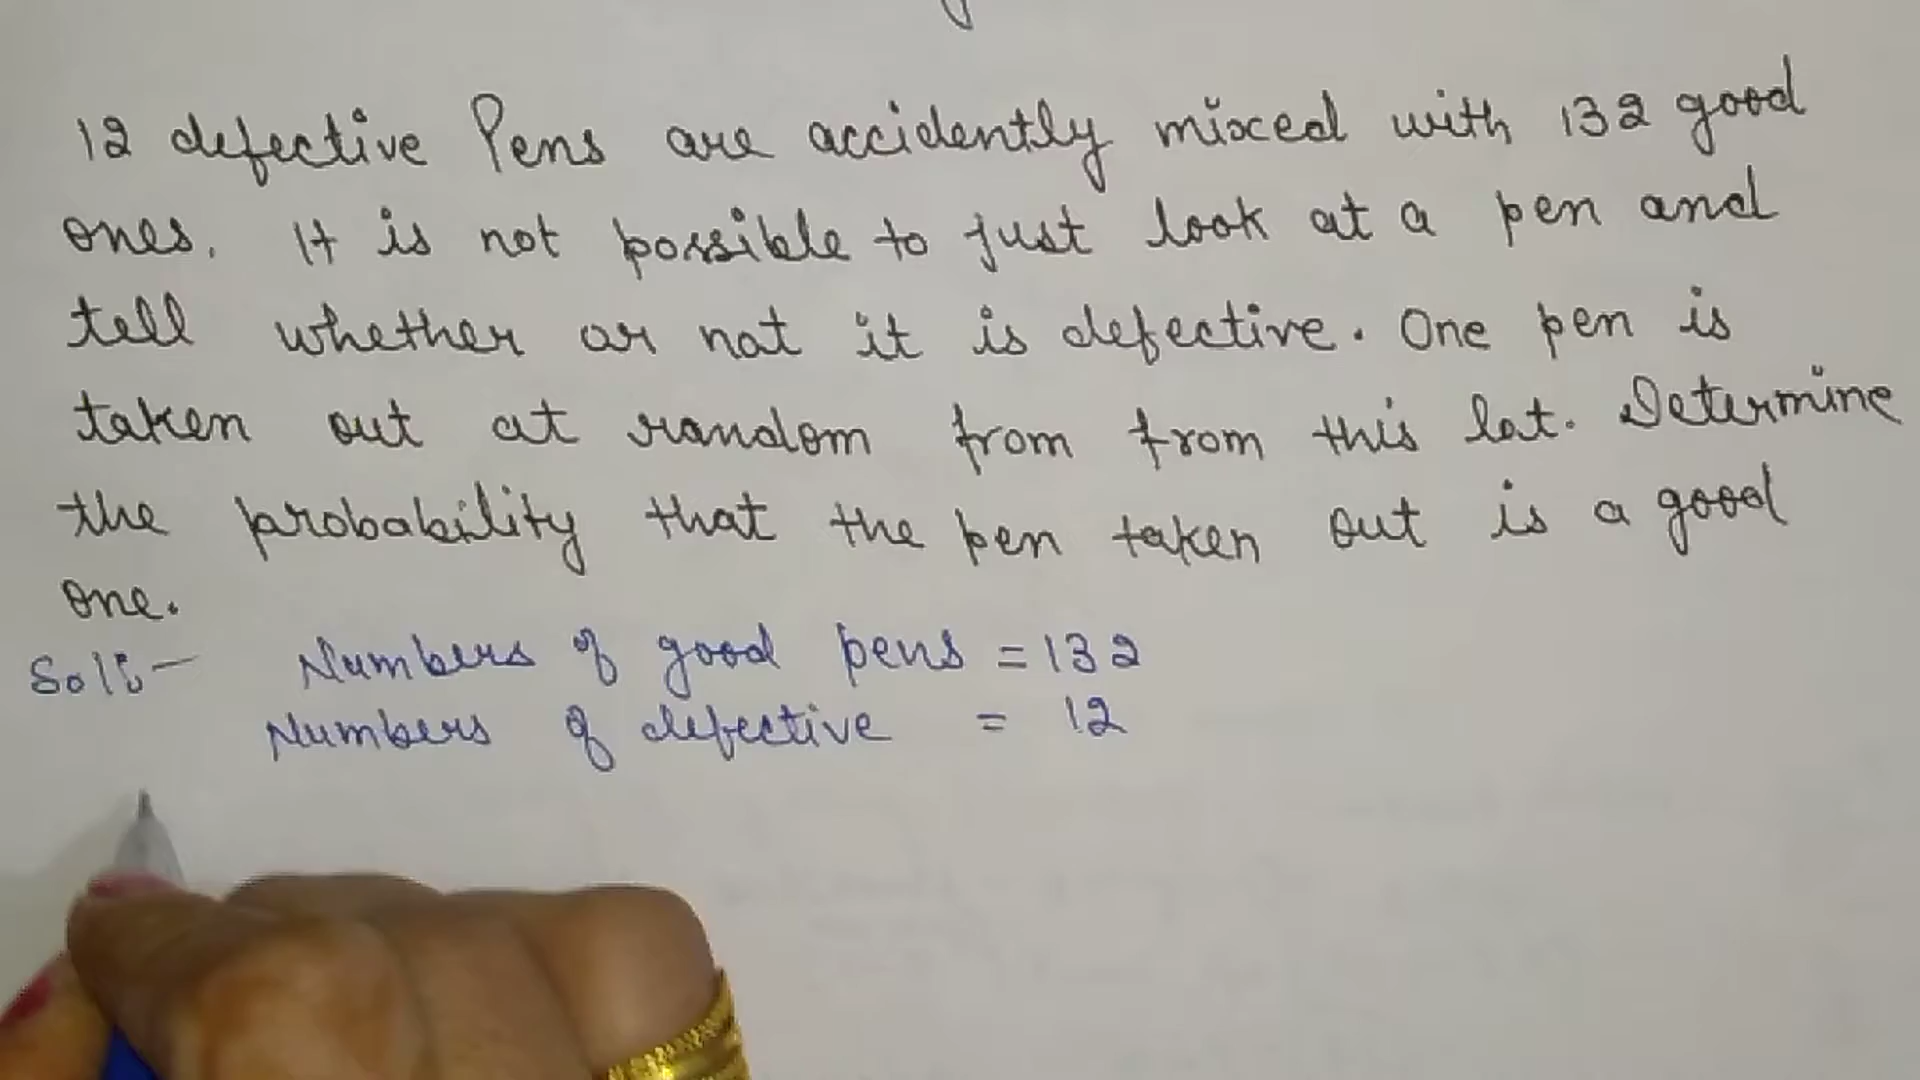 12 defective Pens are accidently mixed with 132 good
ones. It is not possible to just look at a pen and
tell whether or not it is defective. One pen is
taken out at random from from this lot. Determine
the probability that the pen taken out is a good
one.
Sol:- Numbers of good pens = 132
Numbers of defective = 12